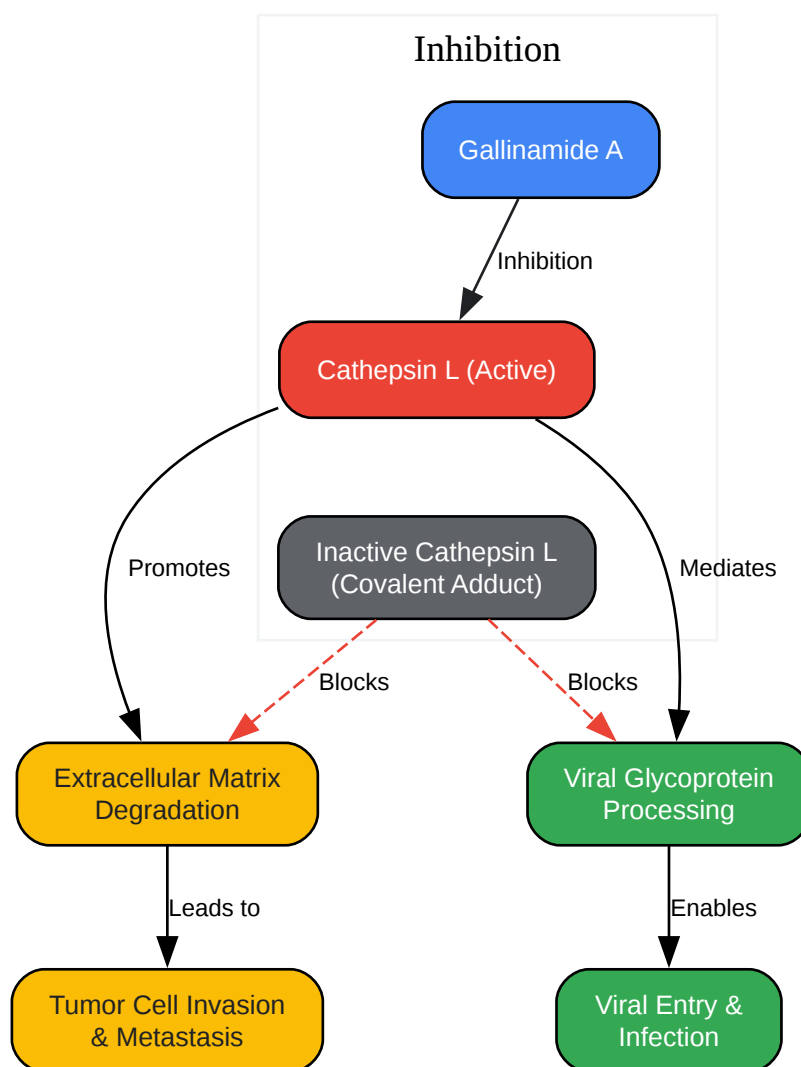 Inhibition
Gallinamide A
Inhibition
Cathepsin L (Active)
Promotes
Inactive Cathepsin L
(Covalent Adduct)
Mediates
Blocks
Blocks
Extracellular Matrix
Degradation
Viral Glycoprotein
Processing
Leads to
Enables
Tumor Cell Invasion
& Metastasis
Viral Entry &
Infection